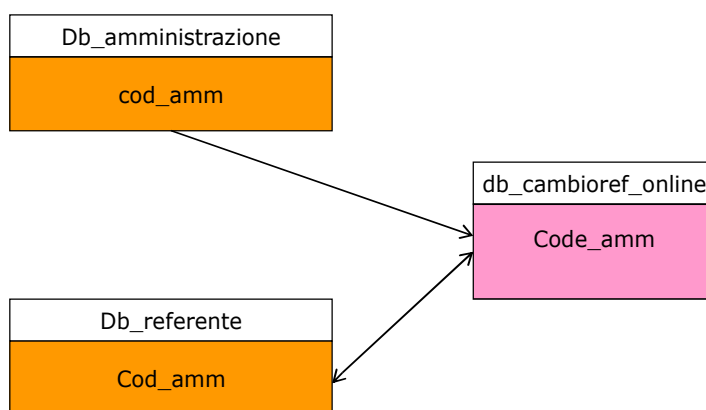 Db_amministrazione
cod_amm
db_cambioref_online
Code_amm
Db_referente
Cod_amm